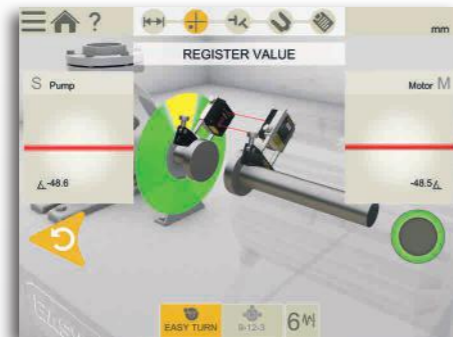 ?
mm
REGISTER VALUE
S Pump
Motor M
-48.6
-48.5
EASY TURN
9-12-3
6